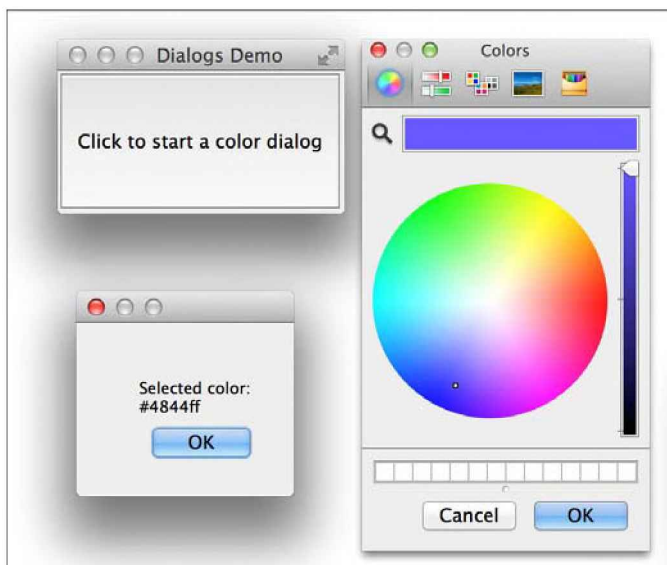 Dialogs Demo
Click to start a color dialog
Colors
Selected color:
#4844ff
OK
Cancel
OK